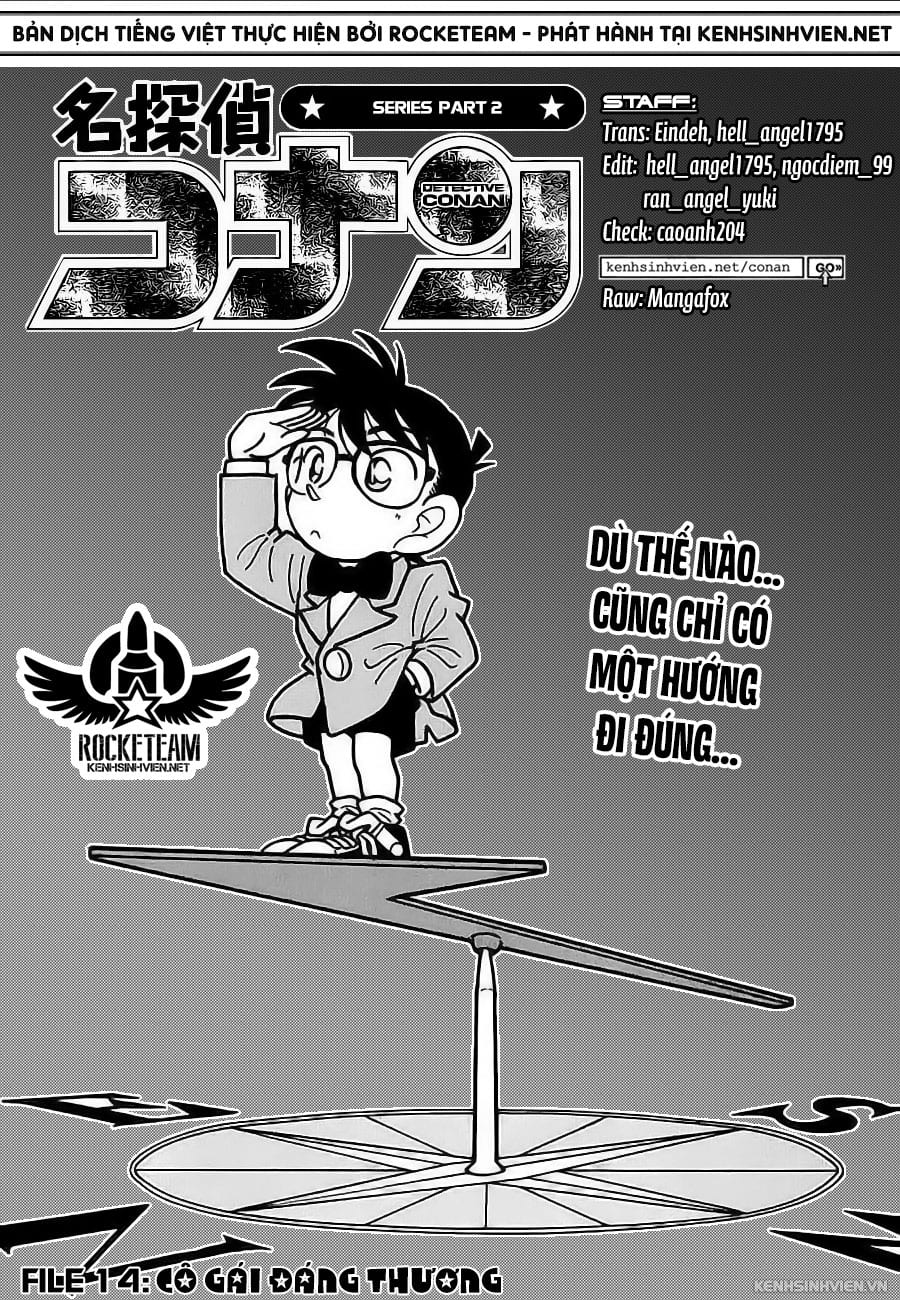 BẢN DỊCH TIẾNG VIỆT THỰC HIỆN BỞI ROCKETEAM - PHÁT HÀNH TẠI KENHSINHVIEN.NET
名探偵
SERIES PART 2
コナン
DETECTIVE
CONAN
STAFF:
Trans: Eindeh, hell_angel1795
Edit: hell_angel1795, ngocdiem_99
ran_angel_yuki
Check: caoanh204
kenhsinhvien.net/conan GO»
Raw: Mangafox
DÙ THẾ NÀO...
CŨNG CHỈ CÓ
MỘT HƯỚNG
ĐI ĐÚNG...
ROCKETEAM
KENHSINHVIEN.NET
E
S
N
W
FILE 14: CÔ GÁI ĐÁNG THƯƠNG
KENHSINHVIEN.VN